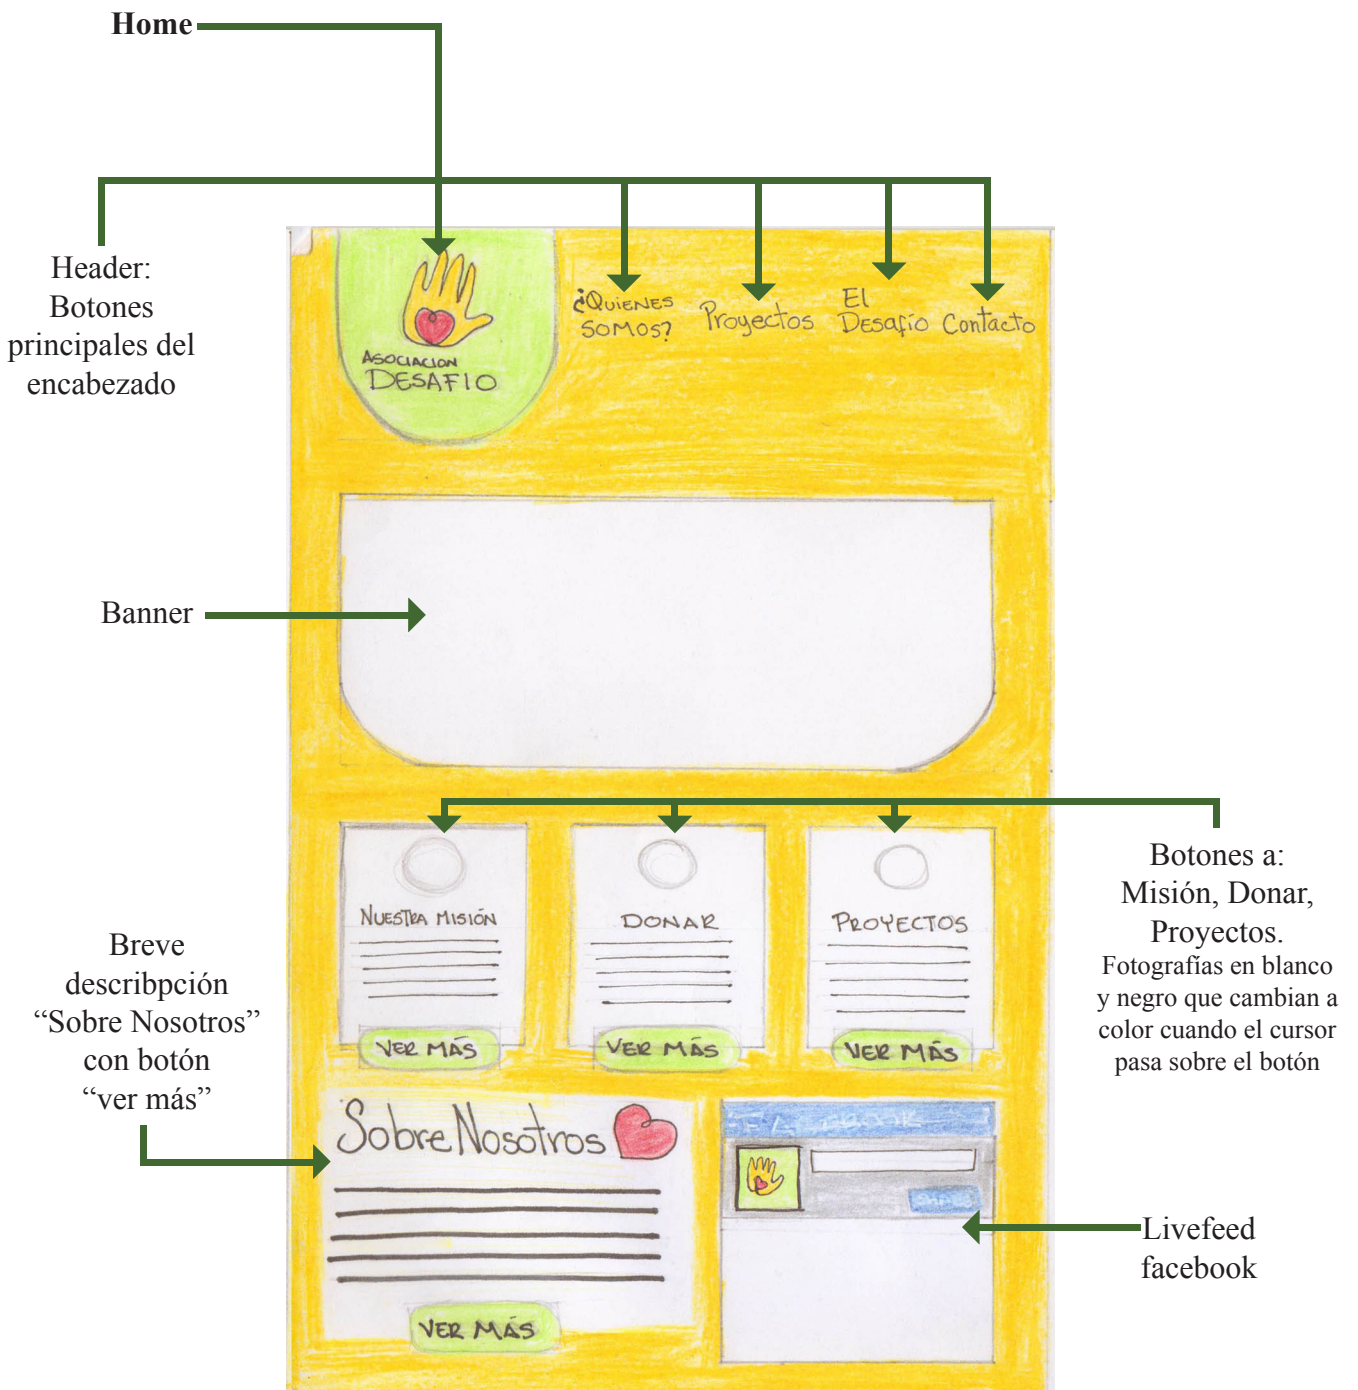 Home
Header:
Botones
principales del
encabezado
ASOCIACION
DESAFIO
¿QUIENES
SOMOS?
Proyectos
El
Desafío
Contacto
Banner
Botones a:
Misión, Donar,
Proyectos.
Fotografías en blanco
y negro que cambian a
color cuando el cursor
pasa sobre el botón
NUESTRA MISIÓN
VER MÁS
DONAR
VER MÁS
PROYECTOS
VER MÁS
Breve
describpción
“Sobre Nosotros”
con botón
“ver más”
Sobre Nosotros
VER MÁS
Livefeed
facebook